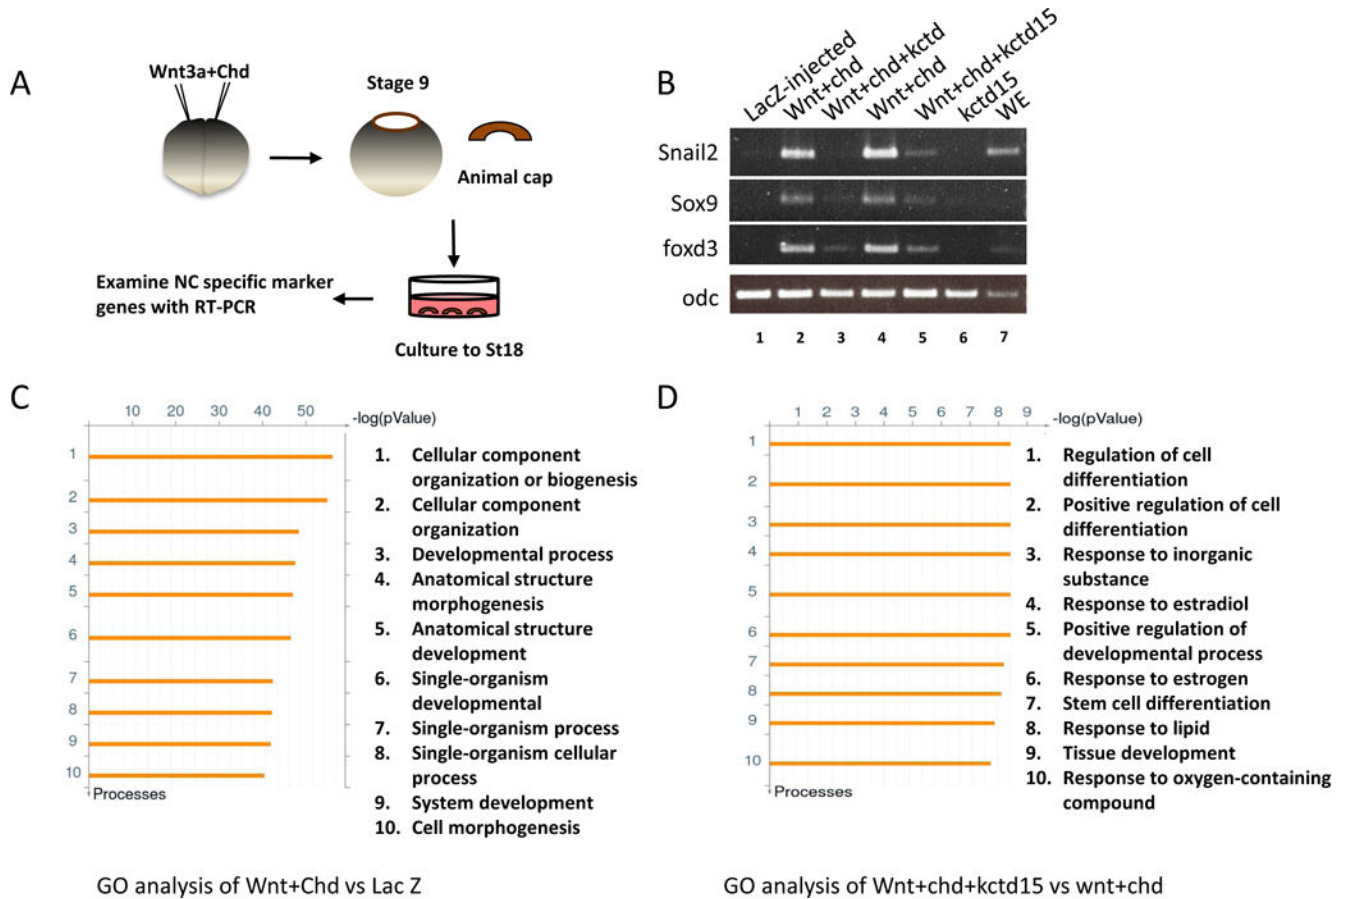 A
Wnt3a+Chd
Stage 9
Animal cap
Examine NC specific marker
genes with RT-PCR
Culture to St18
B
LacZ-injected
Wnt+chd
Wnt+chd+kctd
Wnt+chd
Wnt+chd+kctd15
kctd15
WE
Snail2
Sox9
foxd3
odc
1 2 3 4 5 6 7
C
10 20 30 40 50
-log(pValue)
1
2
3
4
5
6
7
8
9
10
Processes
1. Cellular component
organization or biogenesis
2. Cellular component
organization
3. Developmental process
4. Anatomical structure
morphogenesis
5. Anatomical structure
development
6. Single-organism
developmental
7. Single-organism process
8. Single-organism cellular
process
9. System development
10. Cell morphogenesis
GO analysis of Wnt+Chd vs Lac Z
D
1 2 3 4 5 6 7 8 9
-log(pValue)
1
2
3
4
5
6
7
8
9
10
Processes
1. Regulation of cell
differentiation
2. Positive regulation of cell
differentiation
3. Response to inorganic
substance
4. Response to estradiol
5. Positive regulation of
developmental process
6. Response to estrogen
7. Stem cell differentiation
8. Response to lipid
9. Tissue development
10. Response to oxygen-containing
compound
GO analysis of Wnt+chd+kctd15 vs wnt+chd